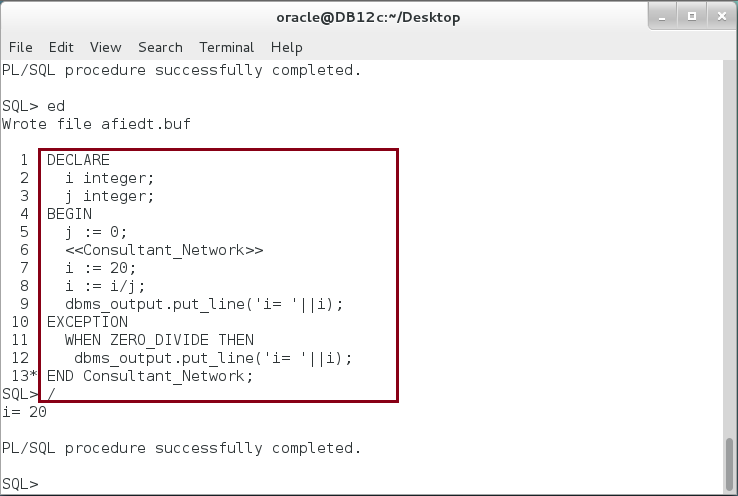 oracle@DB12c:~/Desktop
File Edit View Search Terminal Help
PL/SQL procedure successfully completed.
SQL> ed
Wrote file afiedt.buf
1 DECLARE
2 i integer;
3 j integer;
4 BEGIN
5 j := 0;
6 <<Consultant_Network>>
7 i := 20;
8 i := i/j;
9 dbms_output.put_line('i= '||i);
10 EXCEPTION
11 WHEN ZERO_DIVIDE THEN
12 dbms_output.put_line('i= '||i);
13* END Consultant_Network;
SQL> /
i= 20
PL/SQL procedure successfully completed.
SQL>